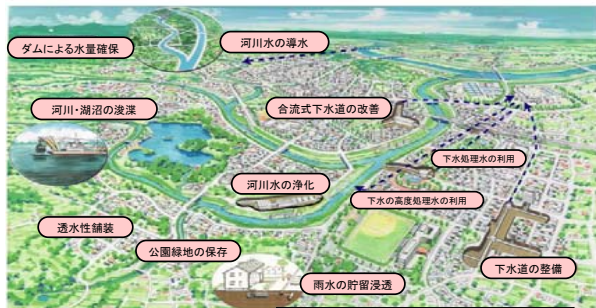 ダムによる水量確保
河川水の導水
河川・湖沼の浚渫
合流式下水道の改善
下水処理水の利用
河川水の浄化
下水の高度処理水の利用
透水性舗装
公園緑地の保存
雨水の貯留浸透
下水道の整備